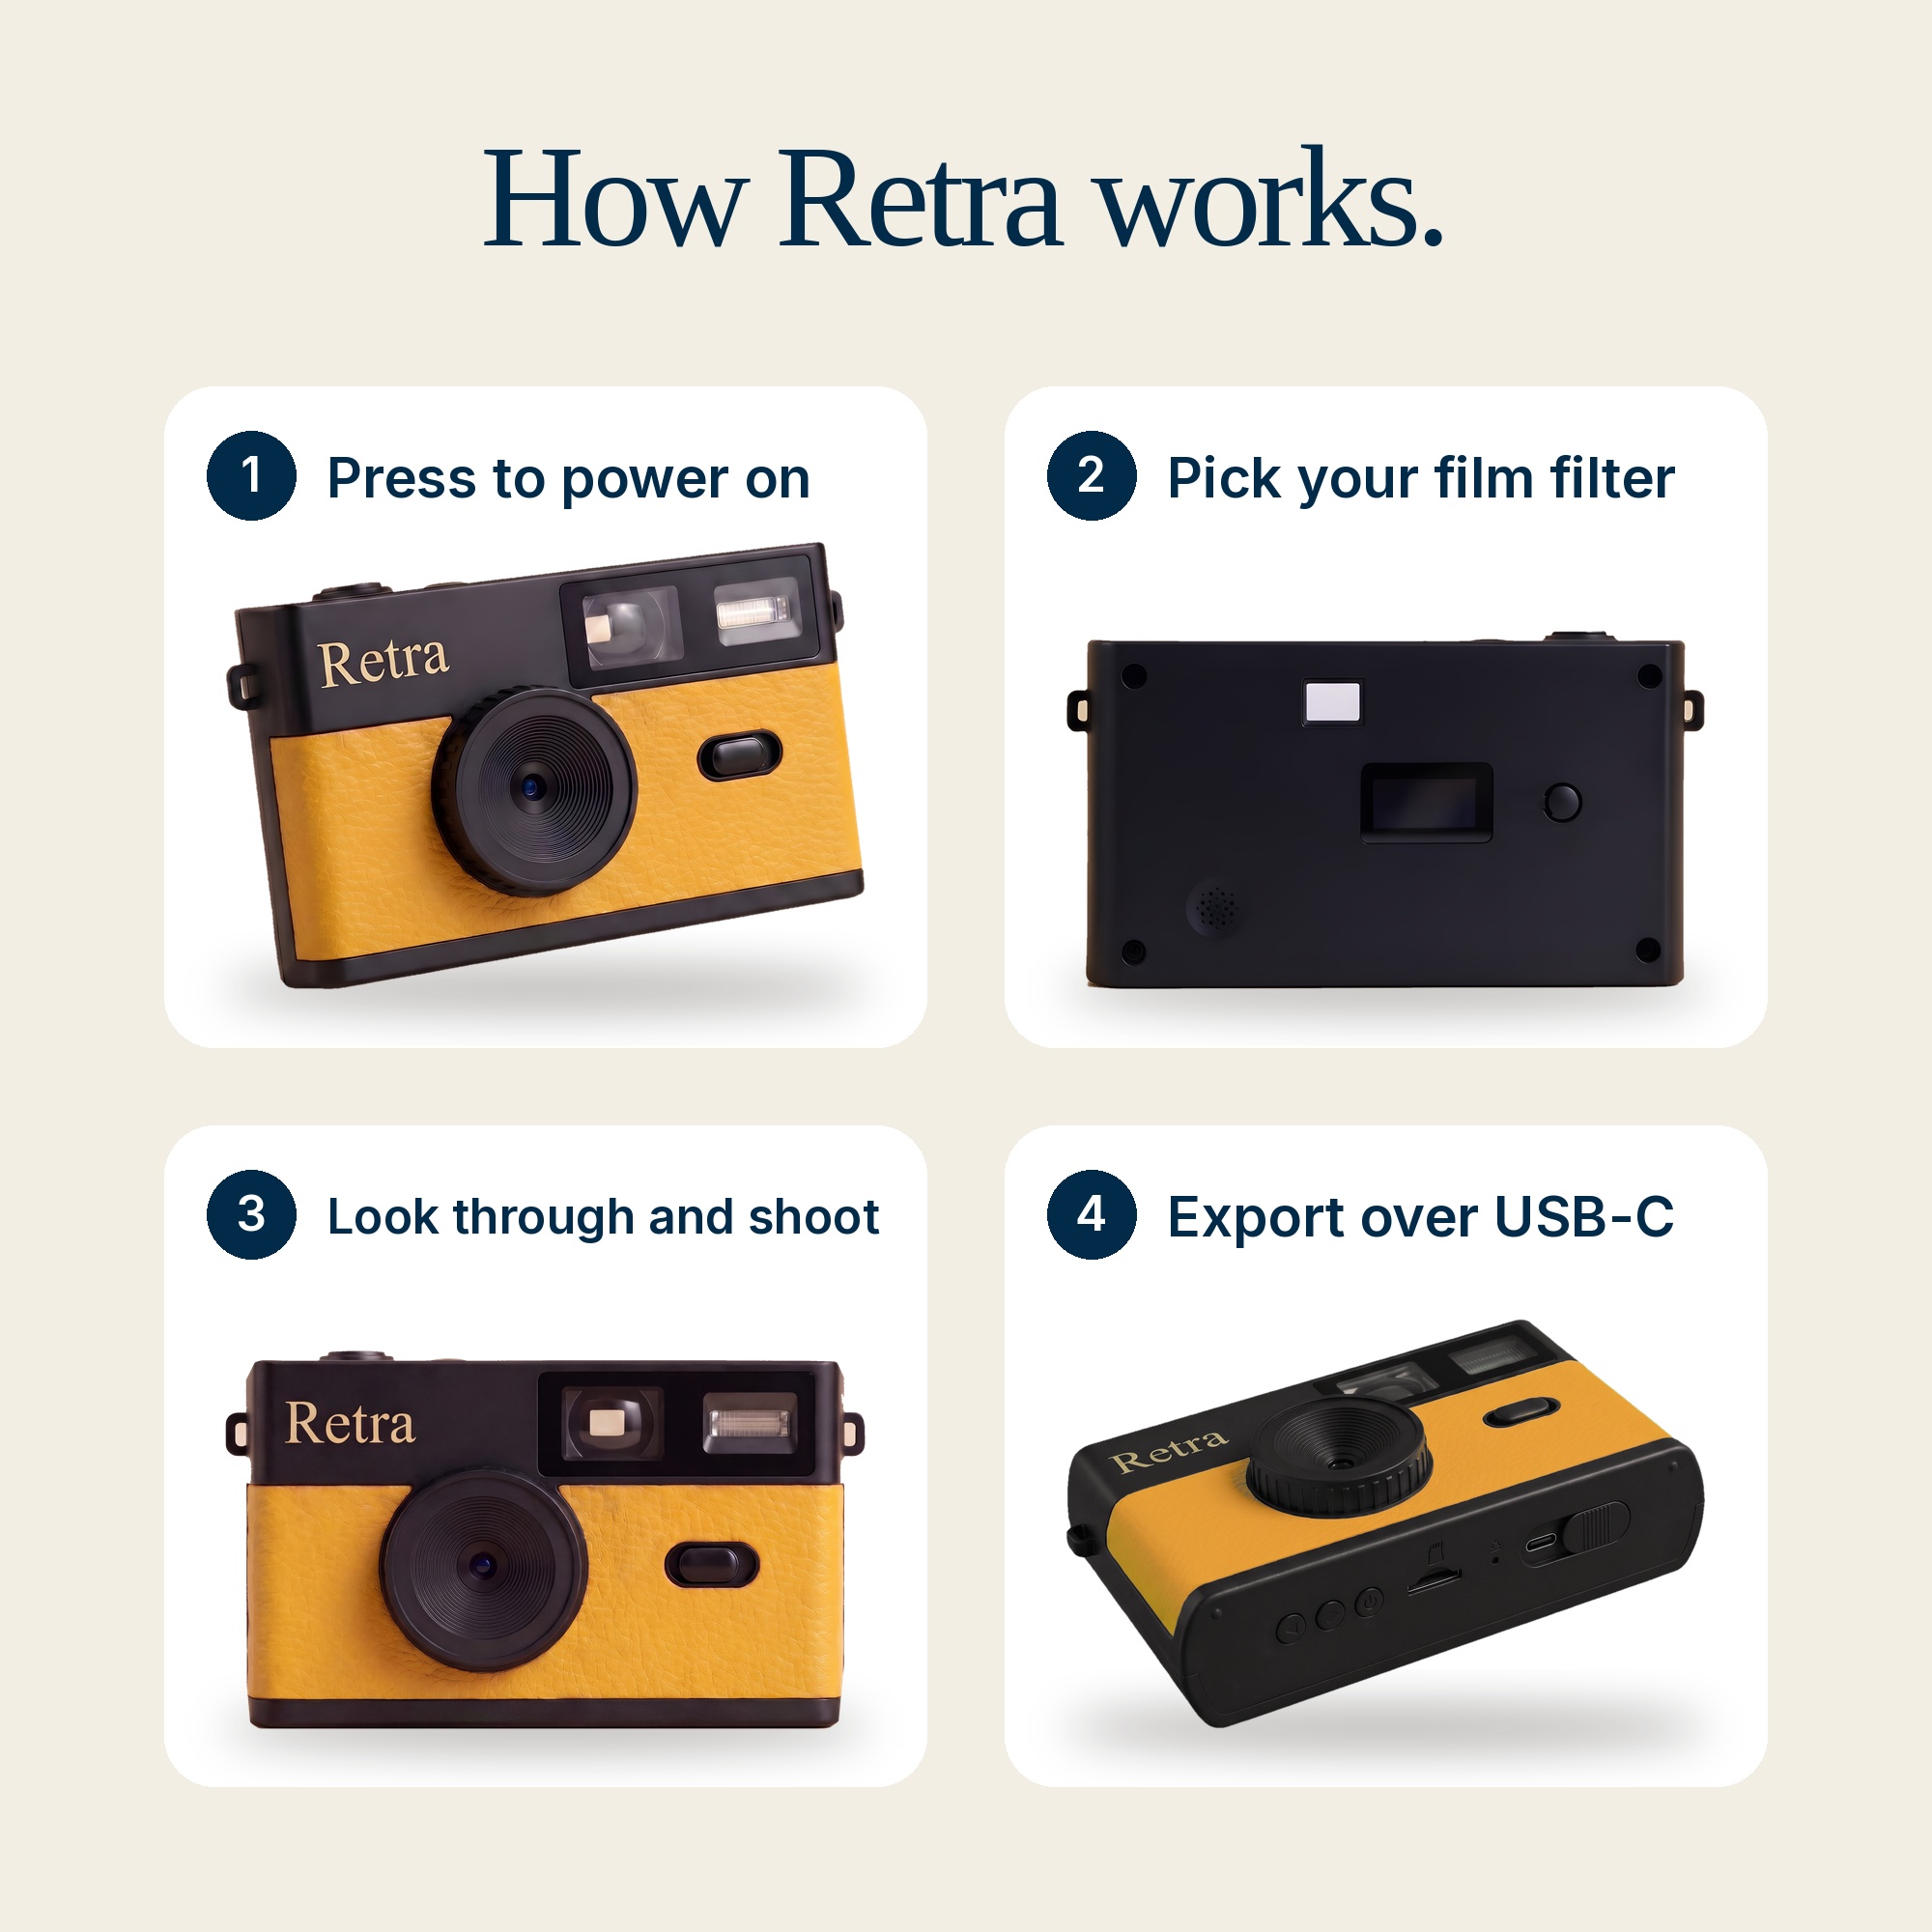 How Retra works.
1 Press to power on
Retra
2 Pick your film filter
3 Look through and shoot
Retra
4 Export over USB-C
Retra